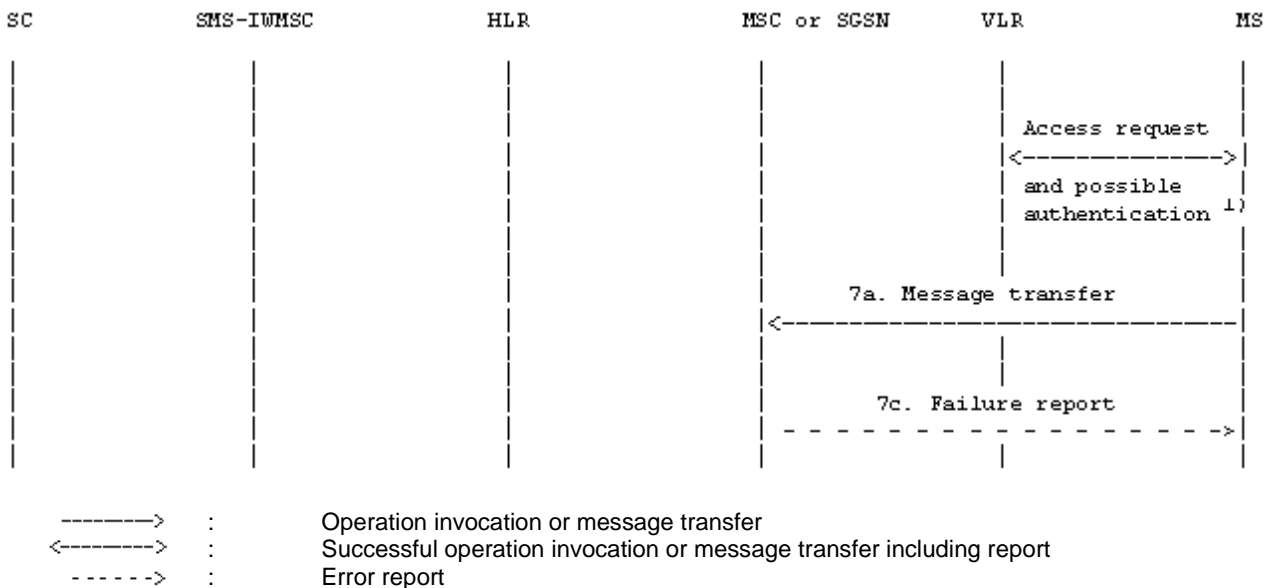 SC SMS-IWMSC HLR MSC or SGSN VLR MS
Access request
and possible
authentication 1)
7a. Message transfer
7c. Failure report
: Operation invocation or message transfer
: Successful operation invocation or message transfer including report
: Error report